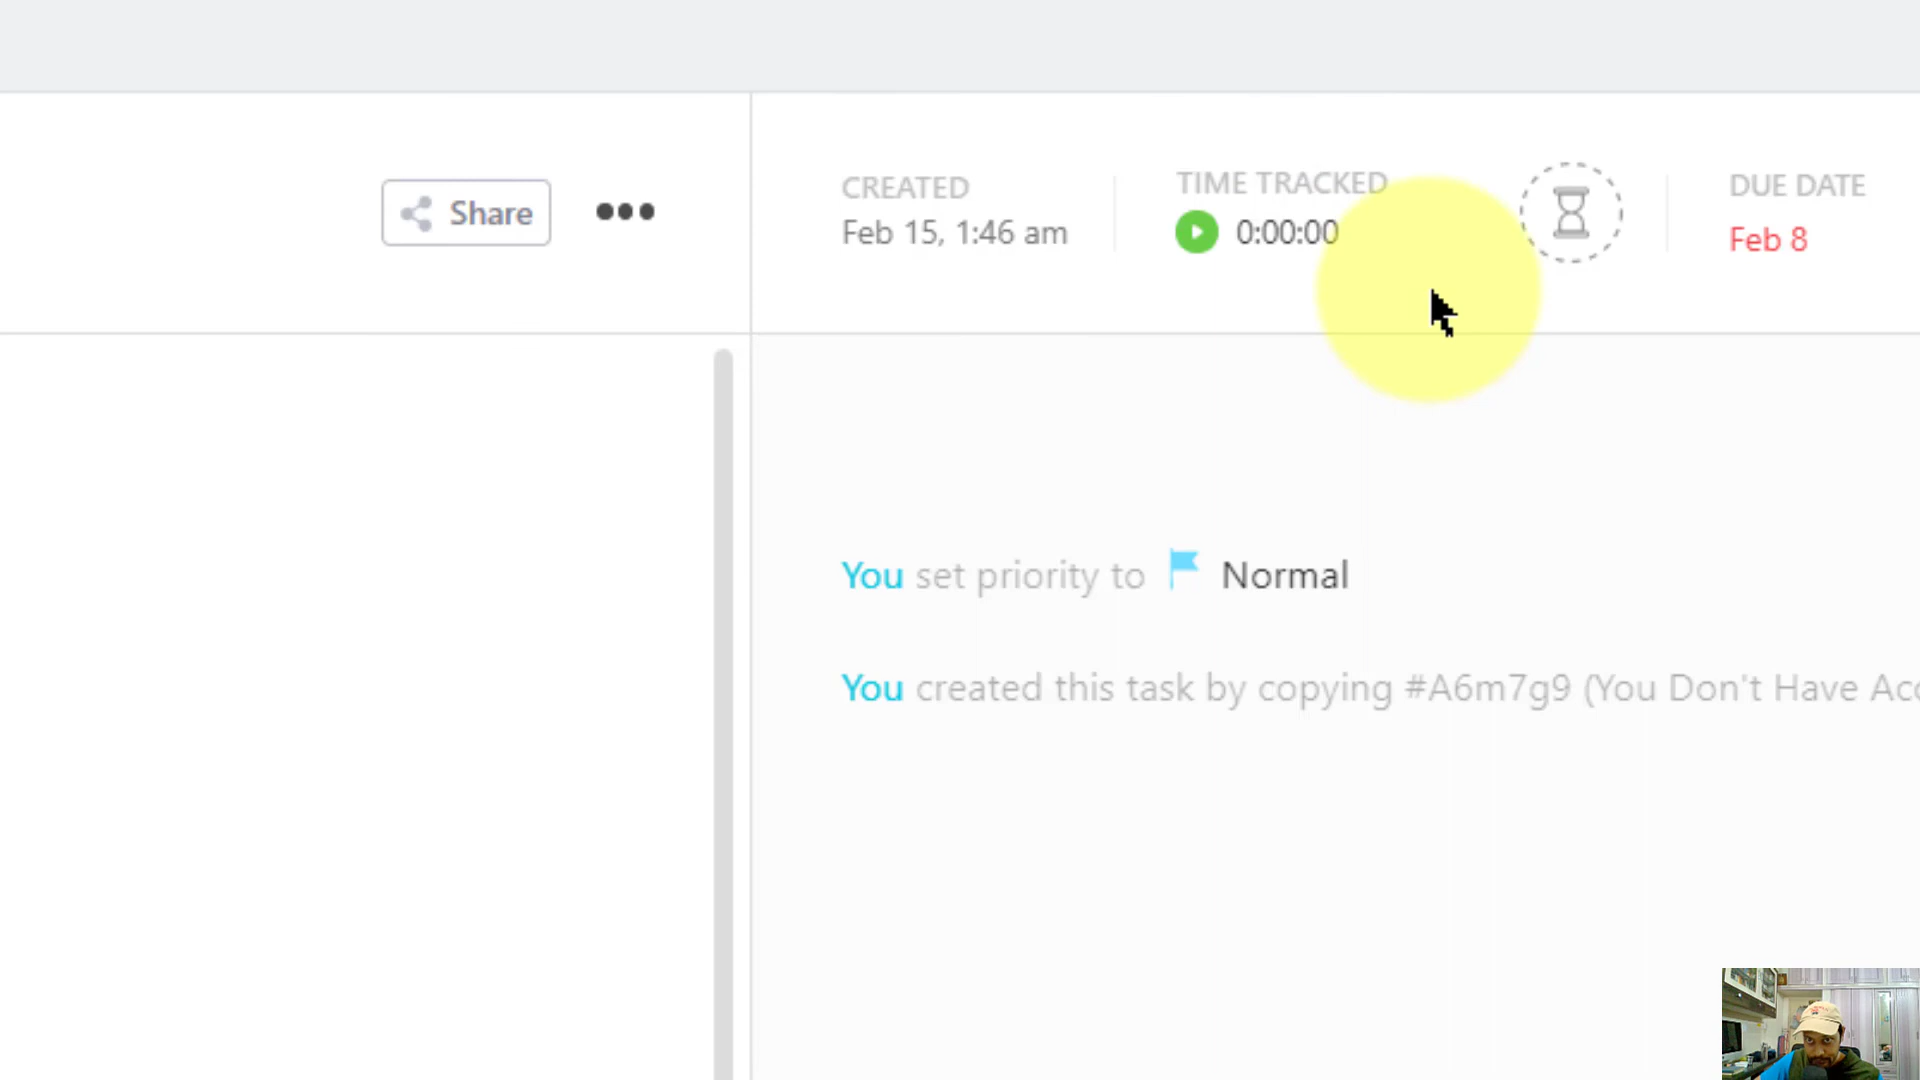 Share
CREATED
Feb 15, 1:46 am
TIME TRACKED
0:00:00
DUE DATE
Feb 8
You set priority to Normal
You created this task by copying #A6m7g9 (You Don't Have